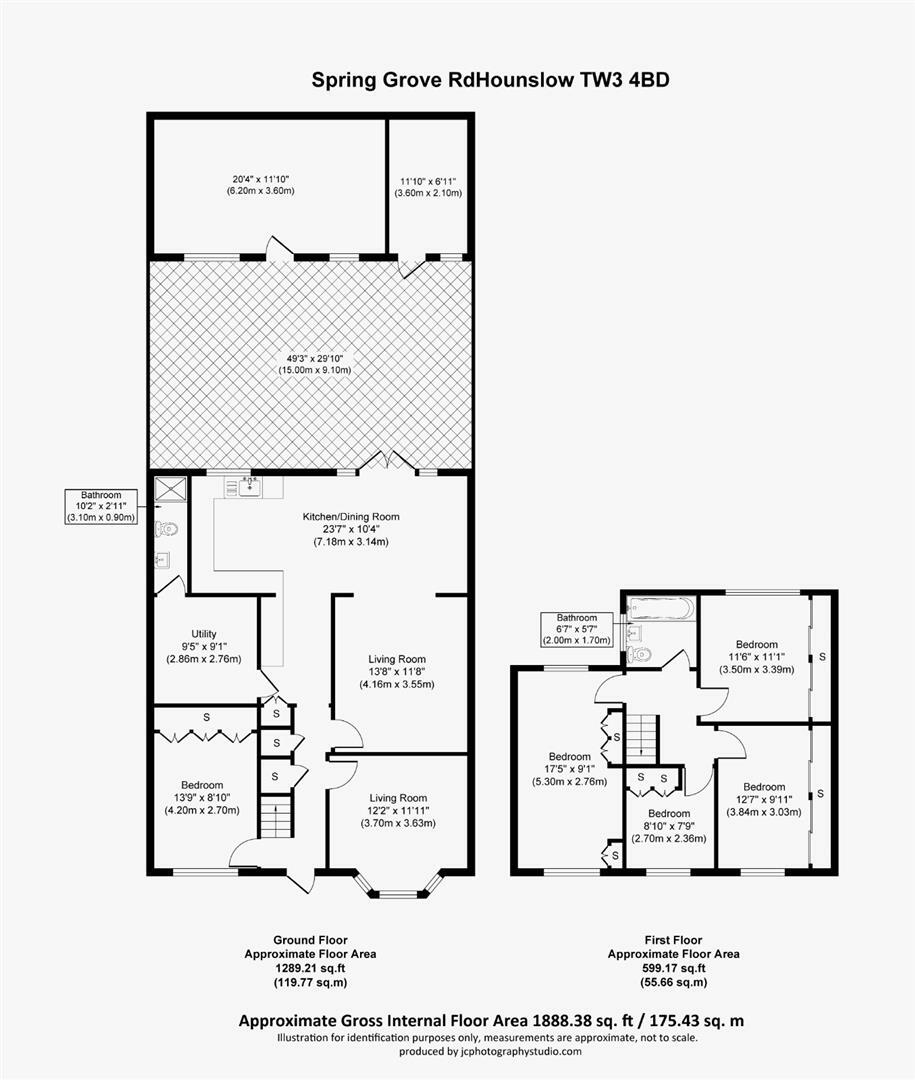 Spring Grove RdHounslow TW3 4BD
20'4" x 11'10"
(6.20m x 3.60m)
11'10" x 6'11"
(3.60m x 2.10m)
49'3" x 29'10"
(15.00m x 9.10m)
Bathroom
10'2" x 2'11"
(3.10m x 0.90m)
Kitchen/Dining Room
23'7" x 10'4"
(7.18m x 3.14m)
Utility
9'5" x 9'1"
(2.86m x 2.76m)
Living Room
13'8" x 11'8"
(4.16m x 3.55m)
S
S
S
S
Bedroom
13'9" x 8'10"
(4.20m x 2.70m)
Living Room
12'2" x 11'11"
(3.70m x 3.63m)
Bathroom
6'7" x 5'7"
(2.00m x 1.70m)
Bedroom
11'6" x 11'1"
(3.50m x 3.39m)
S
S
Bedroom
17'5" x 9'1"
(5.30m x 2.76m)
S
S
Bedroom
8'10" x 7'9"
(2.70m x 2.36m)
Bedroom
12'7" x 9'11"
(3.84m x 3.03m)
S
S
Ground Floor
Approximate Floor Area
1289.21 sq.ft
(119.77 sq.m)
First Floor
Approximate Floor Area
599.17 sq.ft
(55.66 sq.m)
Approximate Gross Internal Floor Area 1888.38 sq. ft / 175.43 sq. m
Illustration for identification purposes only, measurements are approximate, not to scale.
produced by jcphotographystudio.com